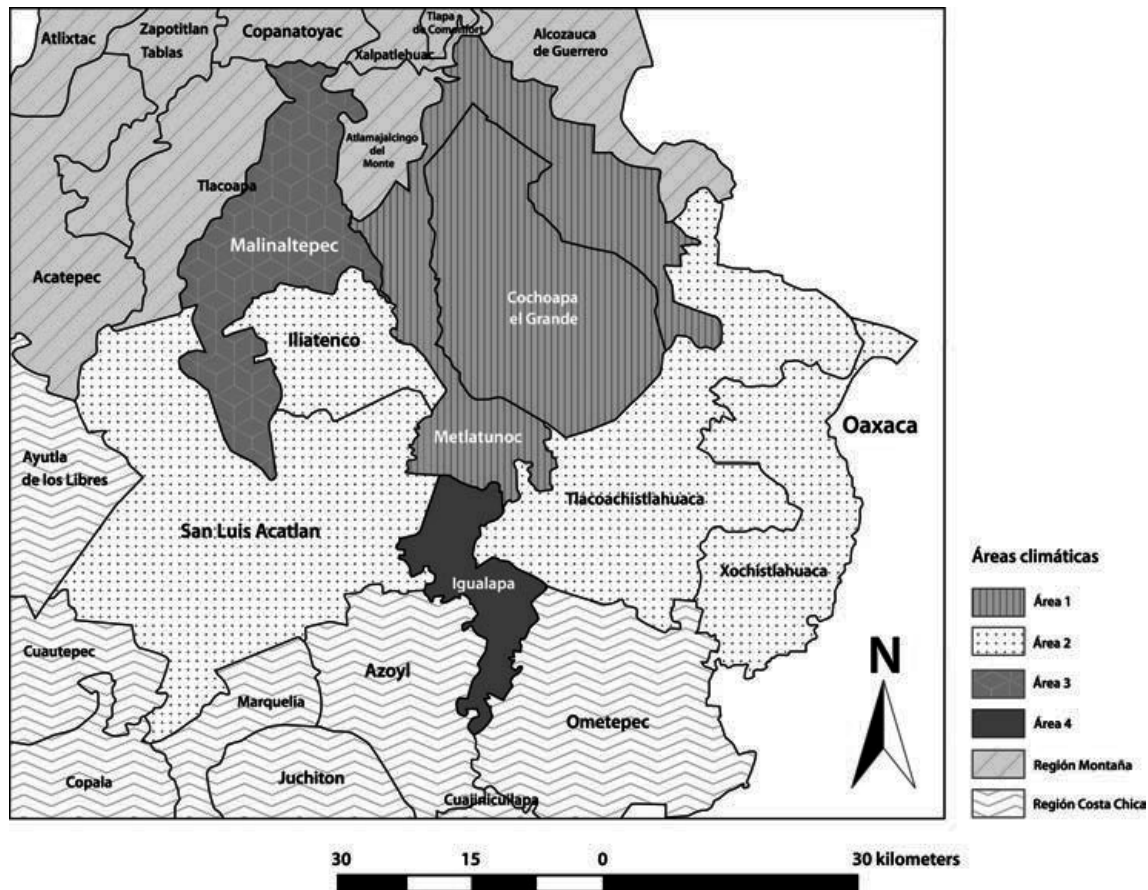 Atlixtac
Zapotitlan
Tablas
Copanatoyac
Tlapa
de Comonfort
Xalpatlehuac
Alcozauca
de Guerrero
Atlamajalcingo
del
Monte
Tlacoapa
Malinaltepec
Acatepec
Cochoapa
el Grande
Iliatenco
Oaxaca
Metlatunoc
Ayutla
de los Libres
Tlacoachistlahuaca
San Luis Acatlan
Xochistlahuaca
Igualapa
Cuautepec
Azoyl
Marquelia
Ometepec
Copala
Juchiton
Cuajinicuilapa
N
Áreas climáticas
Área 1
Área 2
Área 3
Área 4
Región Montaña
Región Costa Chica
30 15 0 30 kilometers